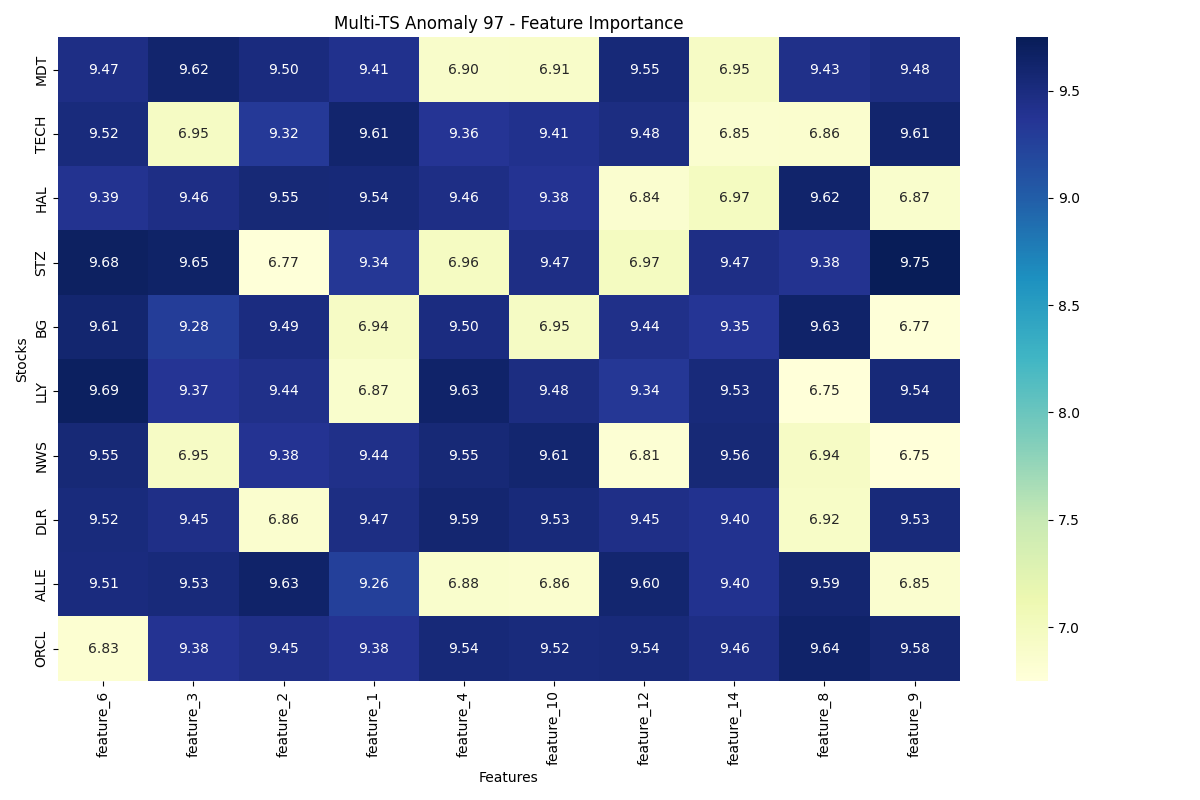 Multi-TS Anomaly 97 - Feature Importance
MDT 9.47 9.62 9.50 9.41 6.90 6.91 9.55 6.95 9.43 9.48
TECH 9.52 6.95 9.32 9.61 9.36 9.41 9.48 6.85 6.86 9.61
HAL 9.39 9.46 9.55 9.54 9.46 9.38 6.84 6.97 9.62 6.87
STZ 9.68 9.65 6.77 9.34 6.96 9.47 6.97 9.47 9.38 9.75
BG 9.61 9.28 9.49 6.94 9.50 6.95 9.44 9.35 9.63 6.77
LLY 9.69 9.37 9.44 6.87 9.63 9.48 9.34 9.53 6.75 9.54
NWS 9.55 6.95 9.38 9.44 9.55 9.61 6.81 9.56 6.94 6.75
DLR 9.52 9.45 6.86 9.47 9.59 9.53 9.45 9.40 6.92 9.53
ALLE 9.51 9.53 9.63 9.26 6.88 6.86 9.60 9.40 9.59 6.85
ORCL 6.83 9.38 9.45 9.38 9.54 9.52 9.54 9.46 9.64 9.58
Stocks
feature_6 feature_3 feature_2 feature_1 feature_4 feature_10 feature_12 feature_14 feature_8 feature_9
Features
9.5
9.0
8.5
8.0
7.5
7.0